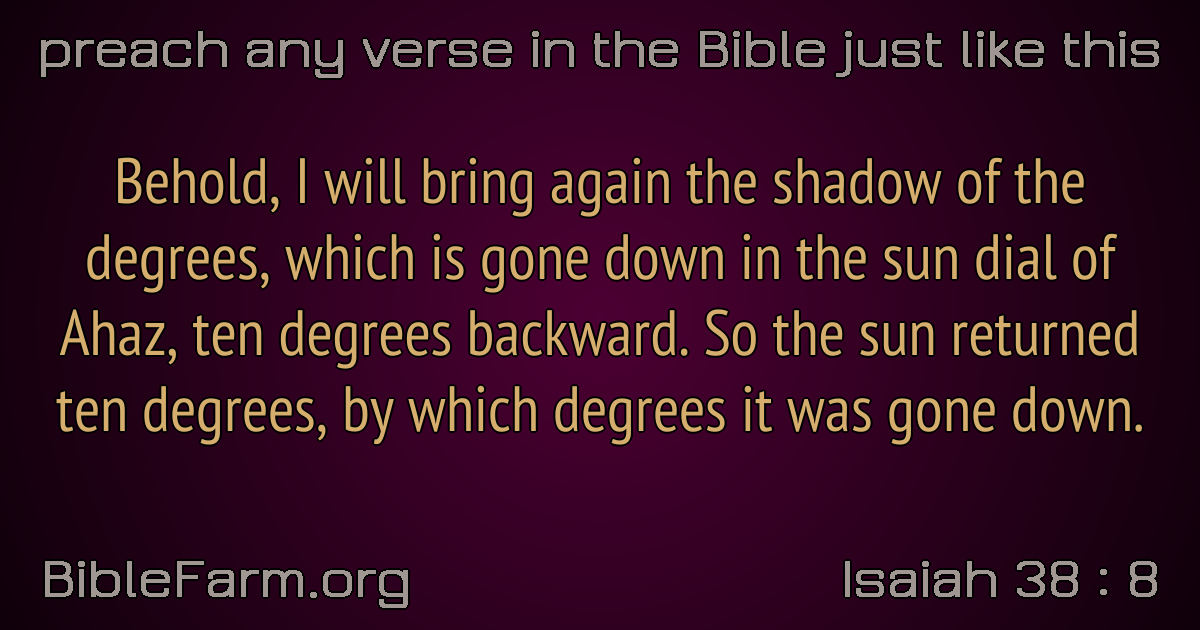 preach any verse in the Bible just like this
Behold, I will bring again the shadow of the
degrees, which is gone down in the sun dial of
Ahaz, ten degrees backward. So the sun returned
ten degrees, by which degrees it was gone down.
BibleFarm.org
Isaiah 38 : 8